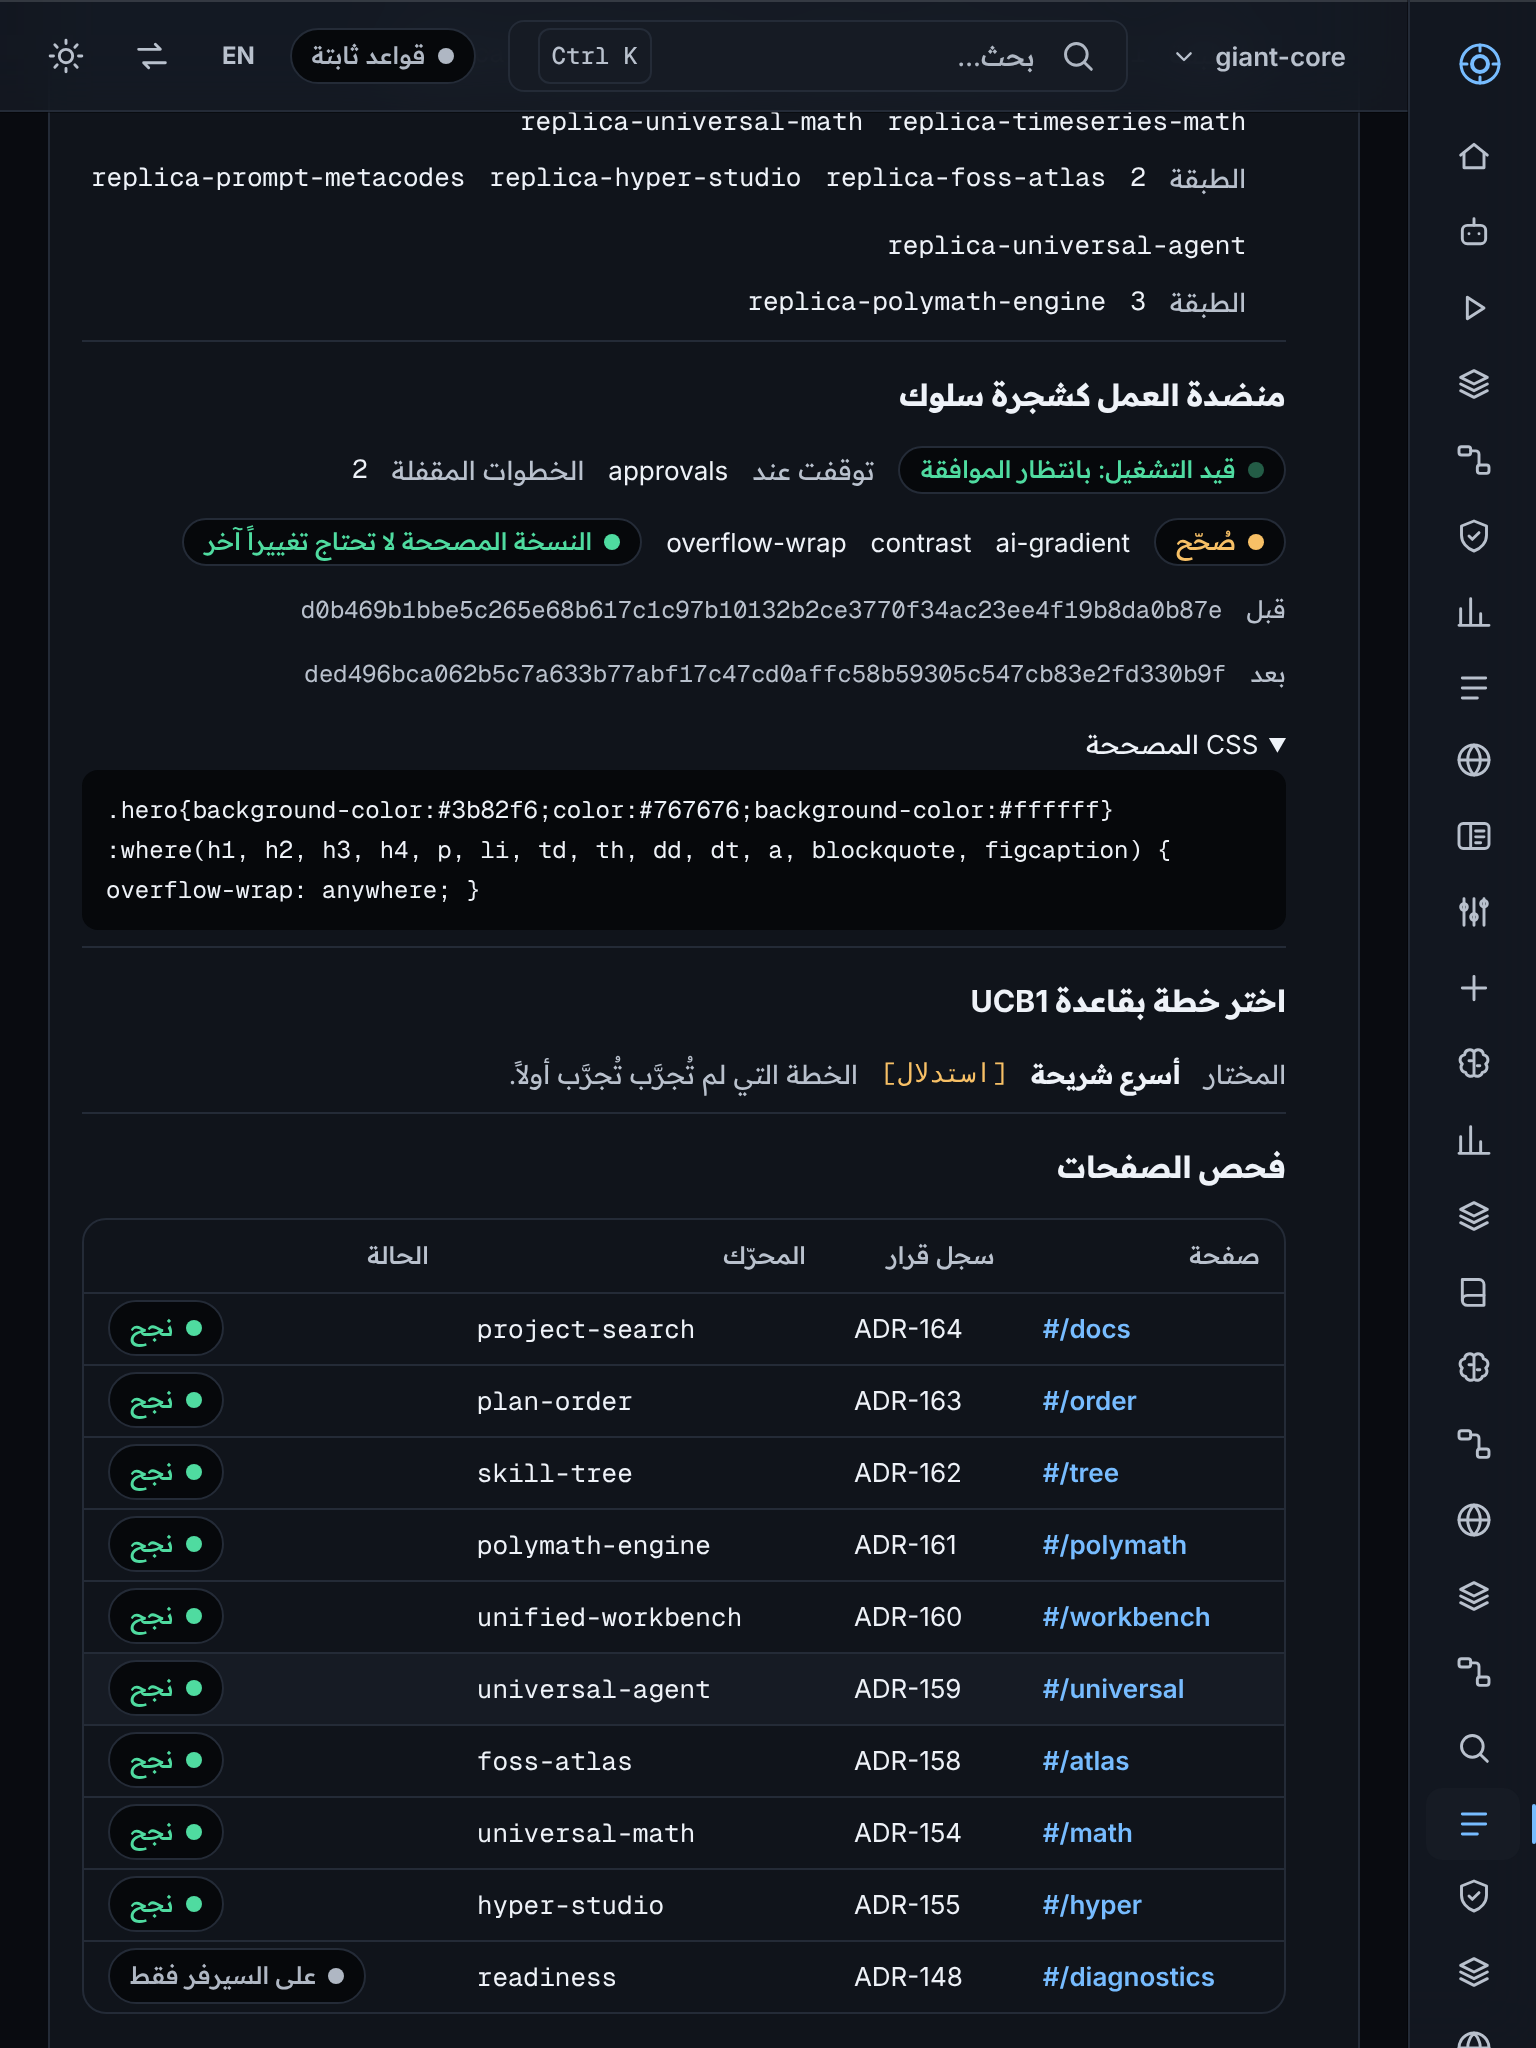 giant-core
بحث...
Ctrl K
قواعد ثابتة
EN
replica-timeseries-math replica-universal-math
الطبقة 2 replica-foss-atlas replica-hyper-studio replica-prompt-metacodes
replica-universal-agent
الطبقة 3 replica-polymath-engine
منضدة العمل كشجرة سلوك
قيد التشغيل: بانتظار الموافقة توقفت عند approvals الخطوات المقفلة 2
صُحّح ai-gradient contrast overflow-wrap النسخة المصححة لا تحتاج تغييراً آخر
قبل d0b469b1bbe5c265e68b617c1c97b10132b2ce3770f34ac23ee4f19b8da0b87e
بعد ded496bca062b5c7a633b77abf17c47cd0affc58b59305c547cb83e2fd330b9f
▼ CSS المصححة
.hero{background-color:#3b82f6;color:#767676;background-color:#ffffff}
:where(h1, h2, h3, h4, p, li, td, th, dd, dt, a, blockquote, figcaption) {
overflow-wrap: anywhere; }
اختر خطة بقاعدة UCB1
المختار أسرع شريحة [استدلال] الخطة التي لم تُجرَّب تُجرَّب أولاً.
فحص الصفحات
صفحة سجل قرار المحرّك الحالة
#/docs ADR-164 project-search نجح
#/order ADR-163 plan-order نجح
#/tree ADR-162 skill-tree نجح
#/polymath ADR-161 polymath-engine نجح
#/workbench ADR-160 unified-workbench نجح
#/universal ADR-159 universal-agent نجح
#/atlas ADR-158 foss-atlas نجح
#/math ADR-154 universal-math نجح
#/hyper ADR-155 hyper-studio نجح
#/diagnostics ADR-148 readiness على السيرفر فقط